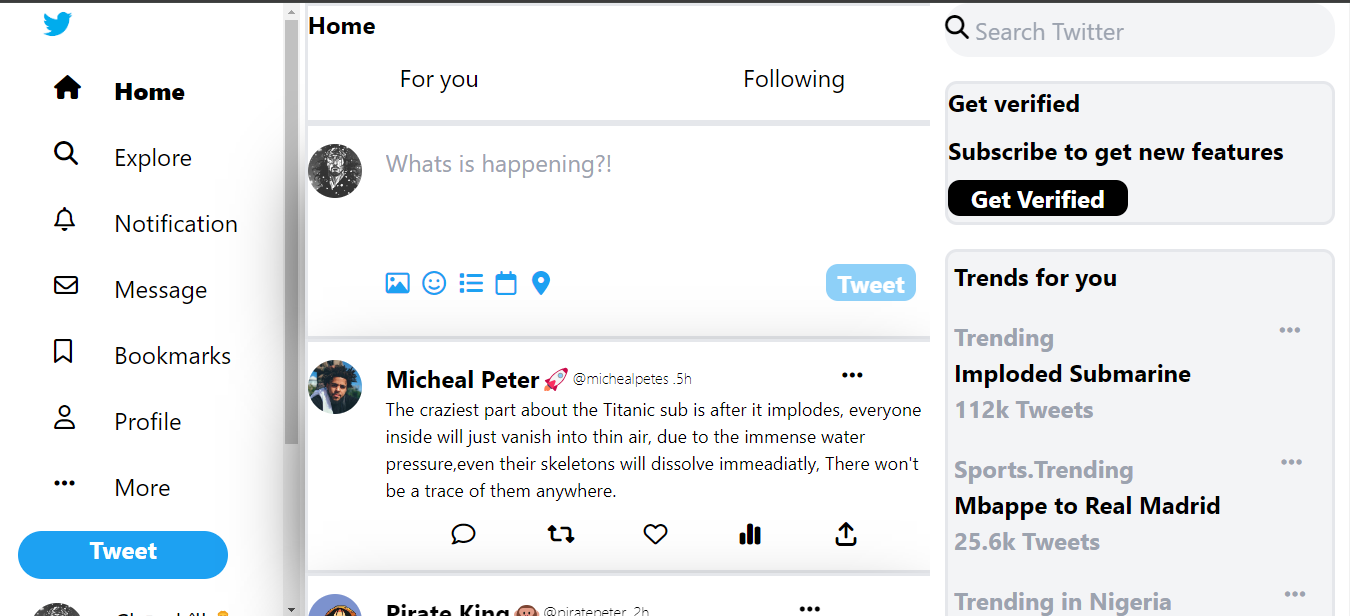 Home
Explore
Notification
Message
Bookmarks
Profile
More
Tweet
Home
For you
Following
Whats is happening?!
Tweet
Micheal Peter 🚀 @michealpetes .5h
The craziest part about the Titanic sub is after it implodes, everyone
inside will just vanish into thin air, due to the immense water
pressure,even their skeletons will dissolve immeadiatly, There won't
be a trace of them anywhere.
Pirate King 🐵 @piratepeter 2h
Search Twitter
Get verified
Subscribe to get new features
Get Verified
Trends for you
Trending
Imploded Submarine
112k Tweets
Sports.Trending
Mbappe to Real Madrid
25.6k Tweets
Trending in Nigeria